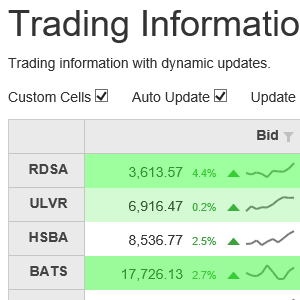 Trading Informatio
Trading information with dynamic updates.
Custom Cells Auto Update Update
Bid
RDSA 3,613.57 4.4%
ULVR 6,916.47 0.2%
HSBA 8,536.77 2.5%
BATS 17,726.13 2.7%